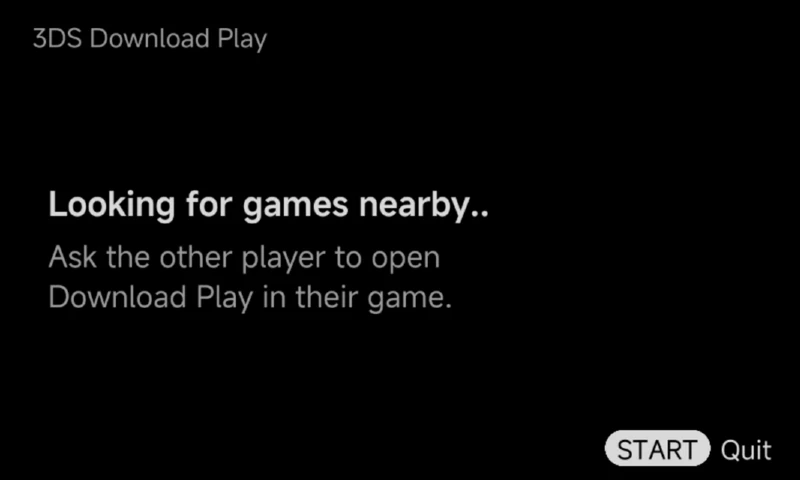 3DS Download Play
Looking for games nearby..
Ask the other player to open
Download Play in their game.
START Quit